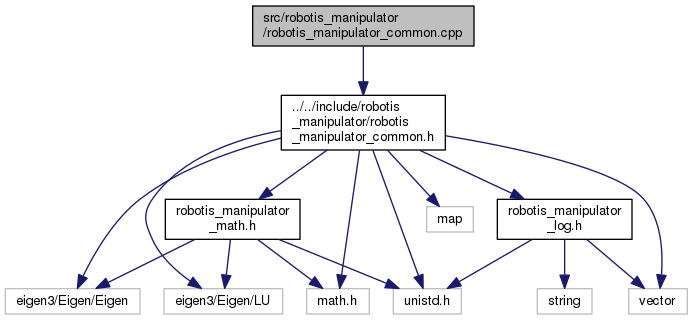 src/robotis_manipulator
/robotis_manipulator_common.cpp
../../include/robotis
_manipulator/robotis
_manipulator_common.h
robotis_manipulator
_math.h
map
robotis_manipulator
_log.h
eigen3/Eigen/Eigen
eigen3/Eigen/LU
math.h
unistd.h
string
vector